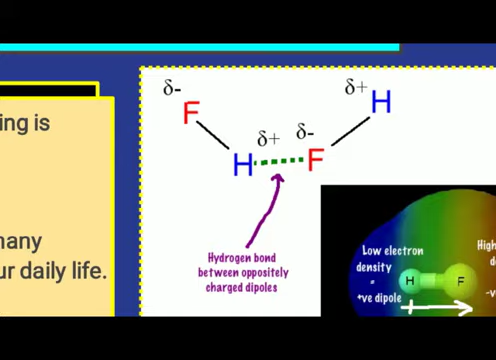 ing is
many
ur daily life.
δ-
F
δ+
H
H
δ+
δ-
F
Hydrogen bond
between oppositely
charged dipoles
Low electron
density
=
+ve dipole
H
F
High
-v